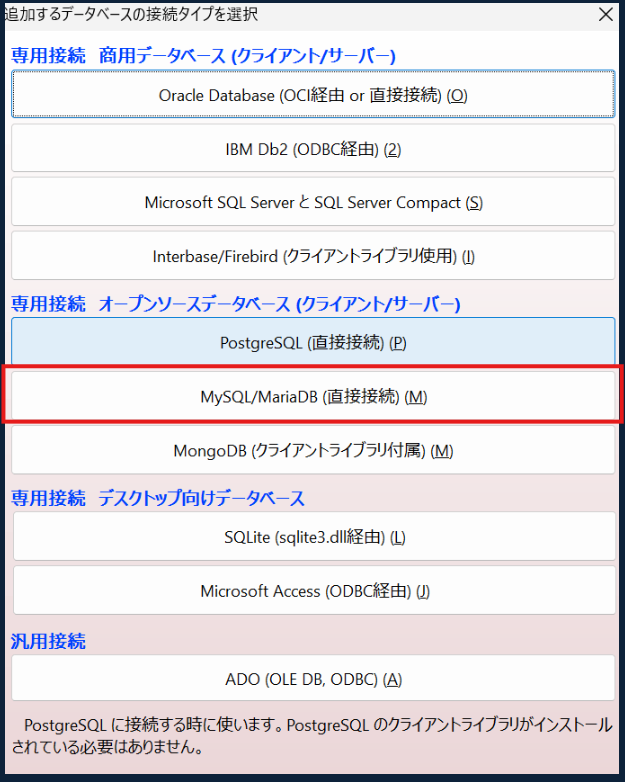 追加するデータベースの接続タイプを選択
専用接続 商用データベース (クライアント/サーバー)
Oracle Database (OCI経由 or 直接接続) (O)
IBM Db2 (ODBC経由) (2)
Microsoft SQL Server と SQL Server Compact (S)
Interbase/Firebird (クライアントライブラリ使用) (I)
専用接続 オープンソースデータベース (クライアント/サーバー)
PostgreSQL (直接接続) (P)
MySQL/MariaDB (直接接続) (M)
MongoDB (クライアントライブラリ付属) (M)
専用接続 デスクトップ向けデータベース
SQLite (sqlite3.dll経由) (L)
Microsoft Access (ODBC経由) (J)
汎用接続
ADO (OLE DB, ODBC) (A)
PostgreSQL に接続する時に使います。PostgreSQL のクライアントライブラリがインストール
されている必要はありません。